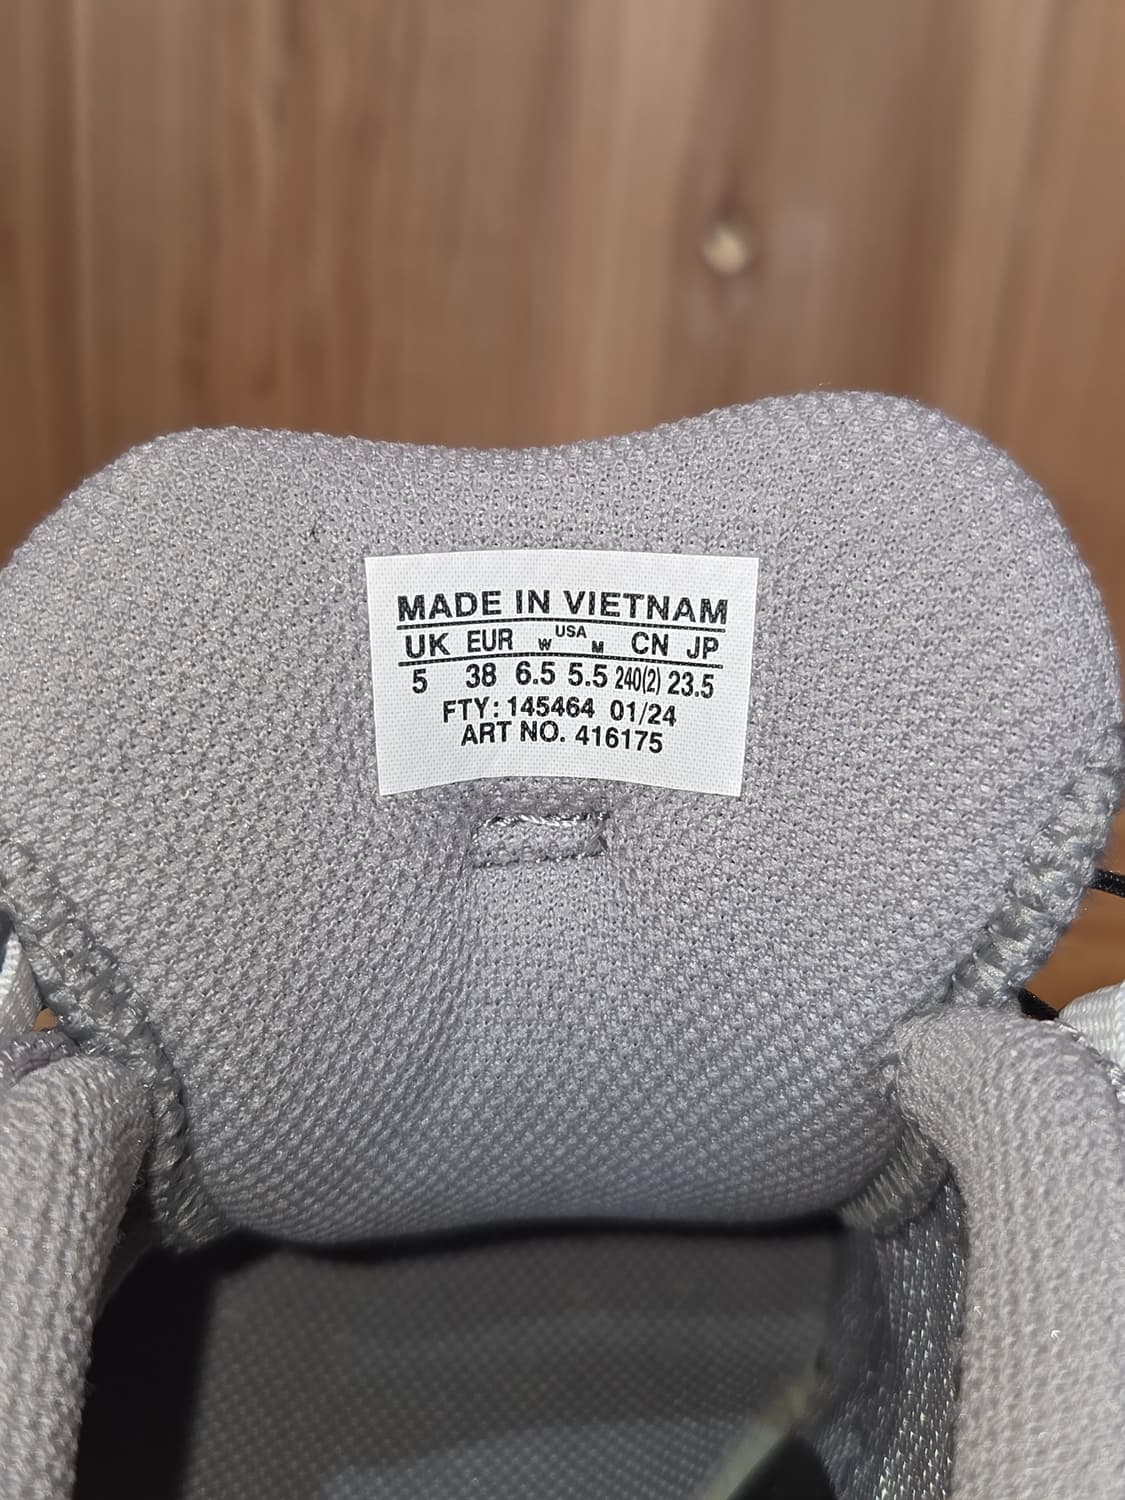 MADE IN VIETNAM
UK EUR W USA M CN JP
5 38 6.5 5.5 240(2) 23.5
FTY: 145464 01/24
ART NO. 416175